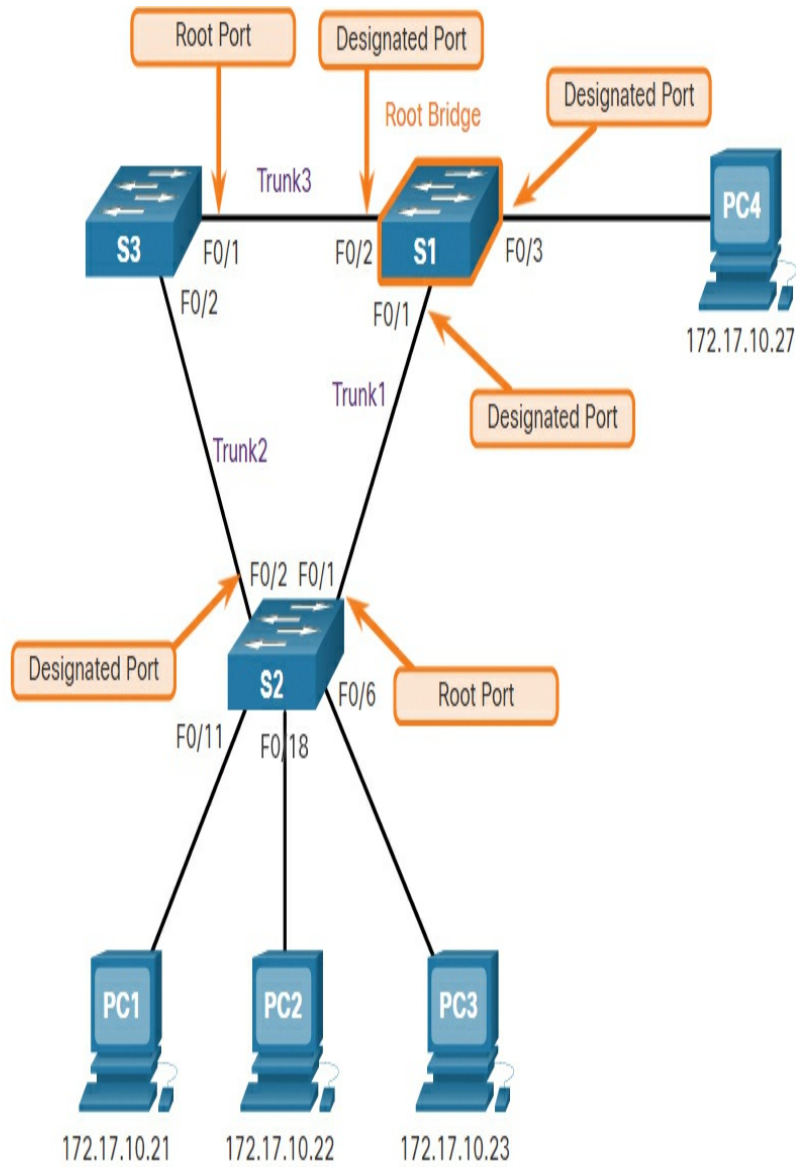 Root Port
Designated Port
Root Bridge
Designated Port
Trunk3
PC4
S3
F0/1
F0/2
S1
F0/3
F0/2
F0/1
172.17.10.27
Trunk1
Designated Port
Trunk2
F0/2 F0/1
Designated Port
S2
F0/6
Root Port
F0/11
F0/18
PC1
PC2
PC3
172.17.10.21
172.17.10.22
172.17.10.23